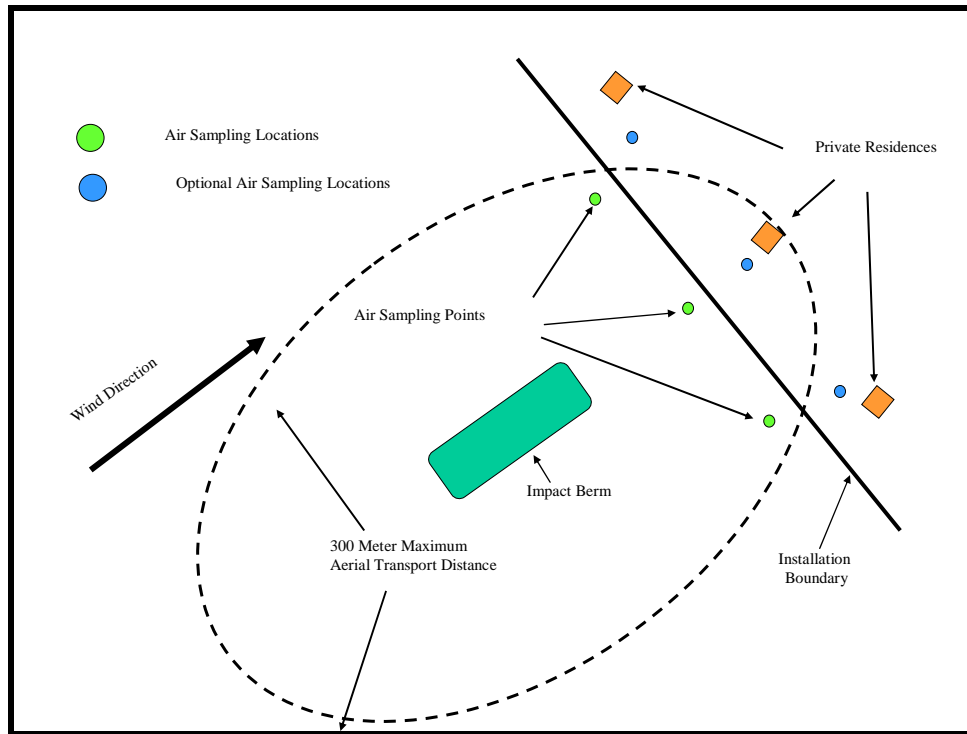 Air Sampling Locations
Optional Air Sampling Locations
Private Residences
Air Sampling Points
Wind Direction
Impact Berm
300 Meter Maximum
Aerial Transport Distance
Installation
Boundary